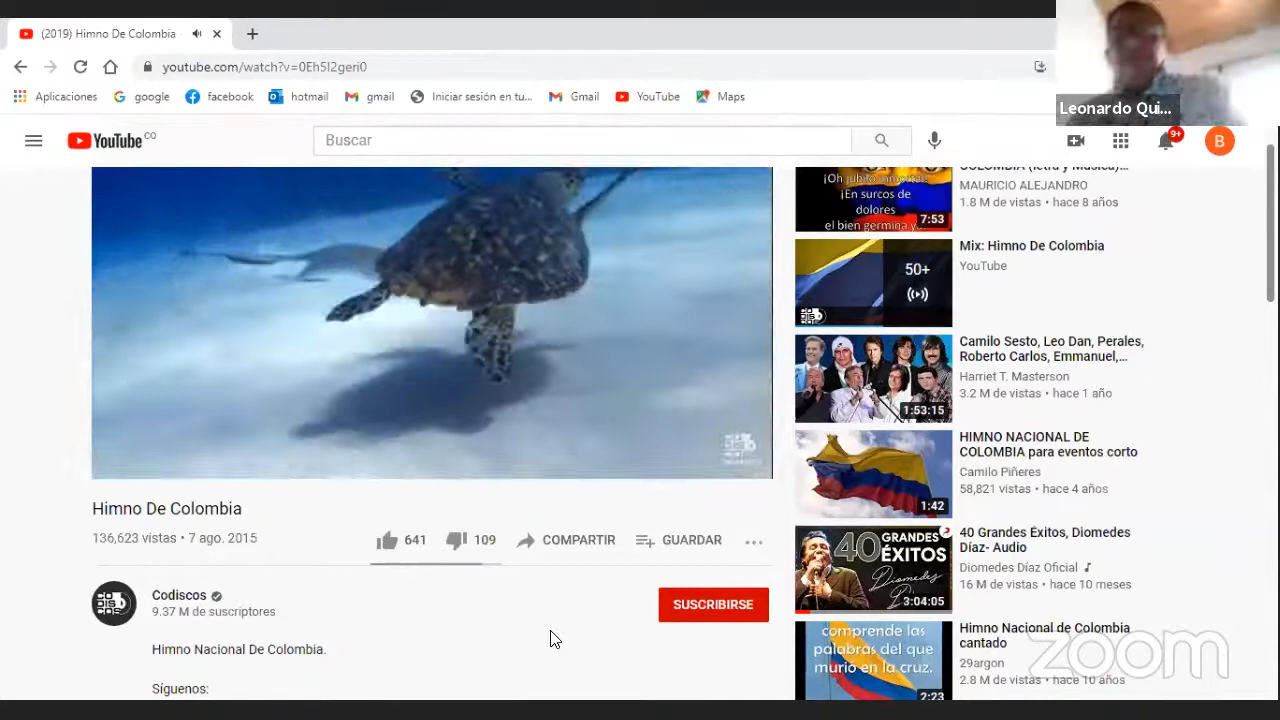 (2019) Himno De Colombia
youtube.com/watch?v=0Eh5I2geri0
Aplicaciones
google
facebook
hotmail
gmail
Iniciar sesión en tu...
Gmail
YouTube
Maps
Leonardo Qui...
YouTube CO
Buscar
9+
B
Himno De Colombia
136,623 vistas • 7 ago. 2015
641
109
COMPARTIR
GUARDAR
Codiscos
9.37 M de suscriptores
SUSCRIBIRSE
Himno Nacional De Colombia.
Síguenos:
¡Oh júbilo inmortal!
¡En surcos de
dolores
el bien germina ya!
7:53
COLOMBIA (letra y Música)...
MAURICIO ALEJANDRO
1.8 M de vistas • hace 8 años
50+
Mix: Himno De Colombia
YouTube
1:53:15
Camilo Sesto, Leo Dan, Perales,
Roberto Carlos, Emmanuel,...
Harriet T. Masterson
3.2 M de vistas • hace 1 año
1:42
HIMNO NACIONAL DE
COLOMBIA para eventos corto
Camilo Piñeres
58,821 vistas • hace 4 años
40 GRANDES
ÉXITOS
Diomedes
3:04:05
40 Grandes Éxitos, Diomedes
Díaz- Audio
Diomedes Díaz Oficial
16 M de vistas • hace 10 meses
comprende las
palabras del que
murió en la cruz.
2:23
Himno Nacional de Colombia
cantado
29argon
2.8 M de vistas • hace 10 años
zoom